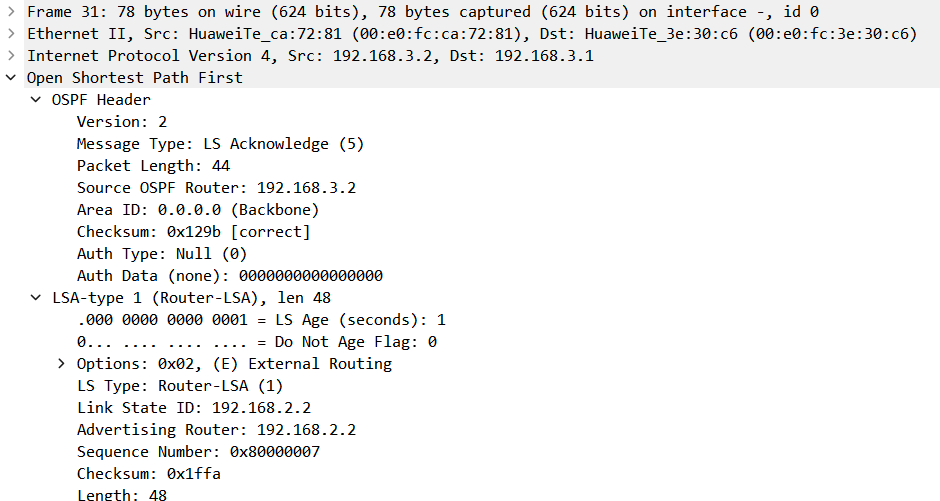 Frame 31: 78 bytes on wire (624 bits), 78 bytes captured (624 bits) on interface -, id 0
Ethernet II, Src: HuaweiTe_ca:72:81 (00:e0:fc:ca:72:81), Dst: HuaweiTe_3e:30:c6 (00:e0:fc:3e:30:c6)
Internet Protocol Version 4, Src: 192.168.3.2, Dst: 192.168.3.1
Open Shortest Path First
OSPF Header
Version: 2
Message Type: LS Acknowledge (5)
Packet Length: 44
Source OSPF Router: 192.168.3.2
Area ID: 0.0.0.0 (Backbone)
Checksum: 0x129b [correct]
Auth Type: Null (0)
Auth Data (none): 0000000000000000
LSA-type 1 (Router-LSA), len 48
.000 0000 0000 0001 = LS Age (seconds): 1
0... .... .... .... = Do Not Age Flag: 0
Options: 0x02, (E) External Routing
LS Type: Router-LSA (1)
Link State ID: 192.168.2.2
Advertising Router: 192.168.2.2
Sequence Number: 0x80000007
Checksum: 0x1ffa
Length: 48